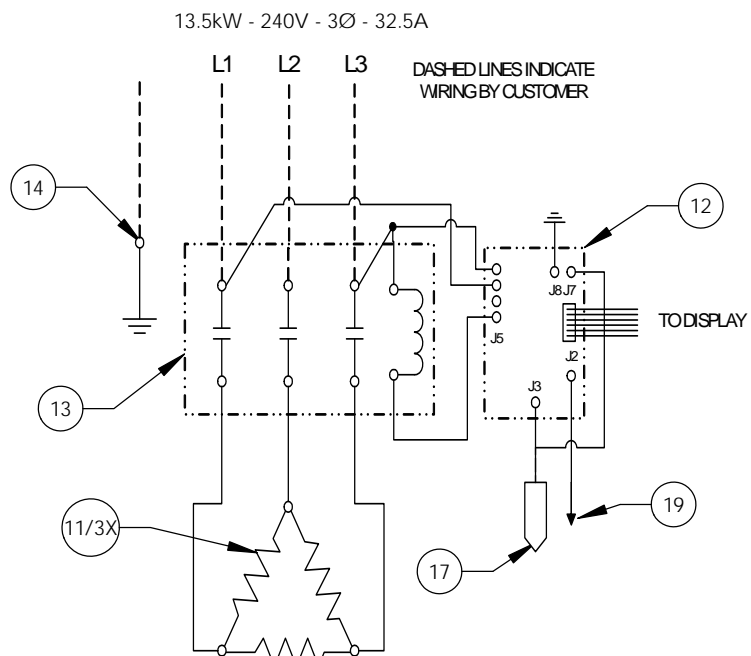 13.5kW - 240V - 3Ø - 32.5A
L1 L2 L3
DASHED LINES INDICATE
WIRING BY CUSTOMER
14
12
J8 J7
TO DISPLAY
J5
J2
J3
13
11/3X
19
17